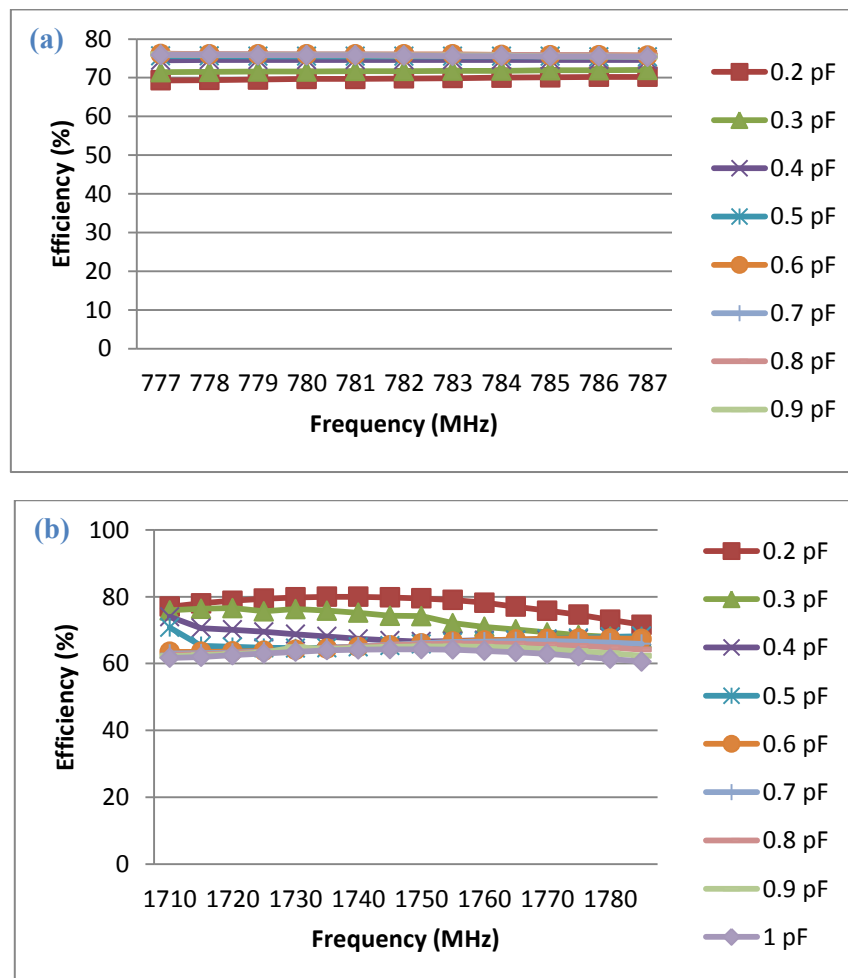 (a)
Efficiency (%)
80
70
60
50
40
30
20
10
0
777 778 779 780 781 782 783 784 785 786 787
Frequency (MHz)
0.2 pF
0.3 pF
0.4 pF
0.5 pF
0.6 pF
0.7 pF
0.8 pF
0.9 pF
(b)
Efficiency (%)
100
80
60
40
20
0
1710 1720 1730 1740 1750 1760 1770 1780
Frequency (MHz)
0.2 pF
0.3 pF
0.4 pF
0.5 pF
0.6 pF
0.7 pF
0.8 pF
0.9 pF
1 pF